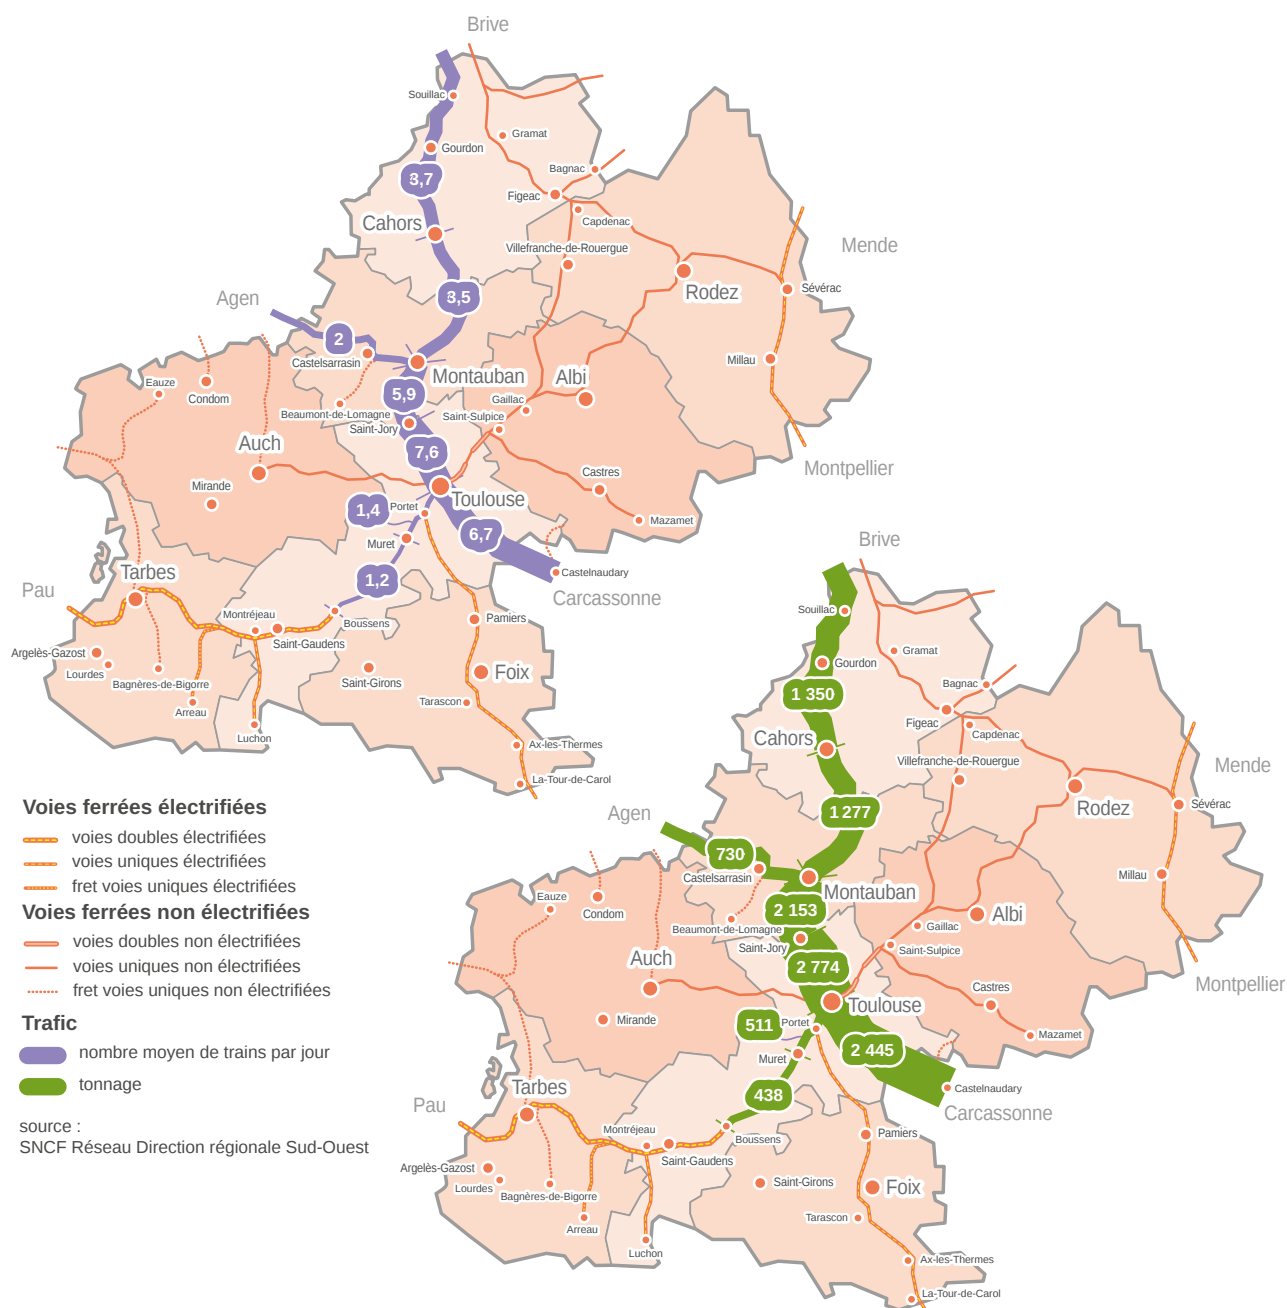 Brive
Souillac
Gramat
Gourdon
Bagnac
3,7
Figeac
Capdenac
Cahors
Villefranche-de-Rouergue
Mende
Rodez
Sévérac
Agen
3,5
2
Castelsarrasin
Millau
Montauban
Albi
Eauze
Condom
5,9
Gaillac
Beaumont-de-Lomagne
Saint-Sulpice
Saint-Jory
Auch
7,6
Montpellier
Castres
Mirande
Toulouse
1,4
Portet
Mazamet
6,7
Muret
Tarbes
1,2
Castelnaudary
Pau
Carcassonne
Montréjeau
Boussens
Pamiers
Saint-Gaudens
Argelès-Gazost
Lourdes
Bagnères-de-Bigorre
Saint-Girons
Foix
Arreau
Tarascon
Luchon
Ax-les-Thermes
La-Tour-de-Carol
Voies ferrées électrifiées
voies doubles électrifiées
voies uniques électrifiées
fret voies uniques électrifiées
Voies ferrées non électrifiées
voies doubles non électrifiées
voies uniques non électrifiées
fret voies uniques non électrifiées
Trafic
nombre moyen de trains par jour
tonnage
source :
SNCF Réseau Direction régionale Sud-Ouest
Brive
Souillac
Gramat
Gourdon
Bagnac
1 350
Figeac
Capdenac
Cahors
Villefranche-de-Rouergue
Mende
Rodez
Sévérac
Agen
1 277
730
Castelsarrasin
Millau
Montauban
Albi
Eauze
Condom
2 153
Gaillac
Beaumont-de-Lomagne
Saint-Sulpice
Saint-Jory
Auch
2 774
Montpellier
Castres
Mirande
Toulouse
511
Portet
Mazamet
2 445
Muret
Tarbes
438
Castelnaudary
Pau
Carcassonne
Montréjeau
Boussens
Pamiers
Saint-Gaudens
Argelès-Gazost
Lourdes
Bagnères-de-Bigorre
Saint-Girons
Foix
Arreau
Tarascon
Luchon
Ax-les-Thermes
La-Tour-de-Carol